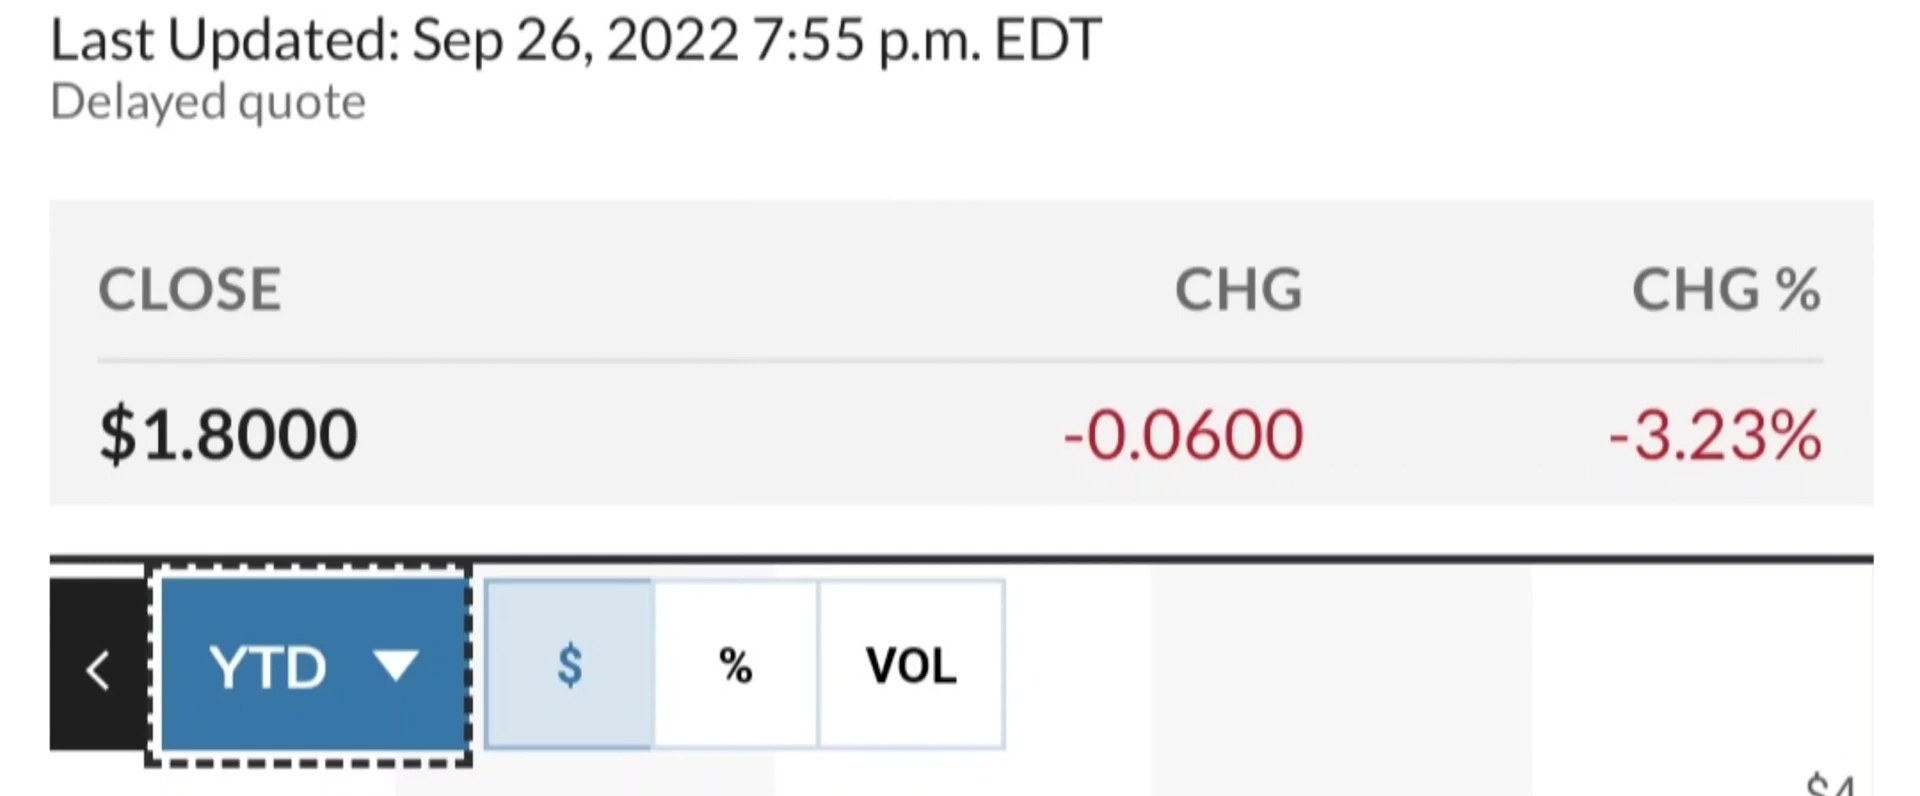 Last Updated: Sep 26, 2022 7:55 p.m. EDT
Delayed quote
CLOSE CHG CHG %
$1.8000 -0.0600 -3.23%
YTD $ % VOL
$4